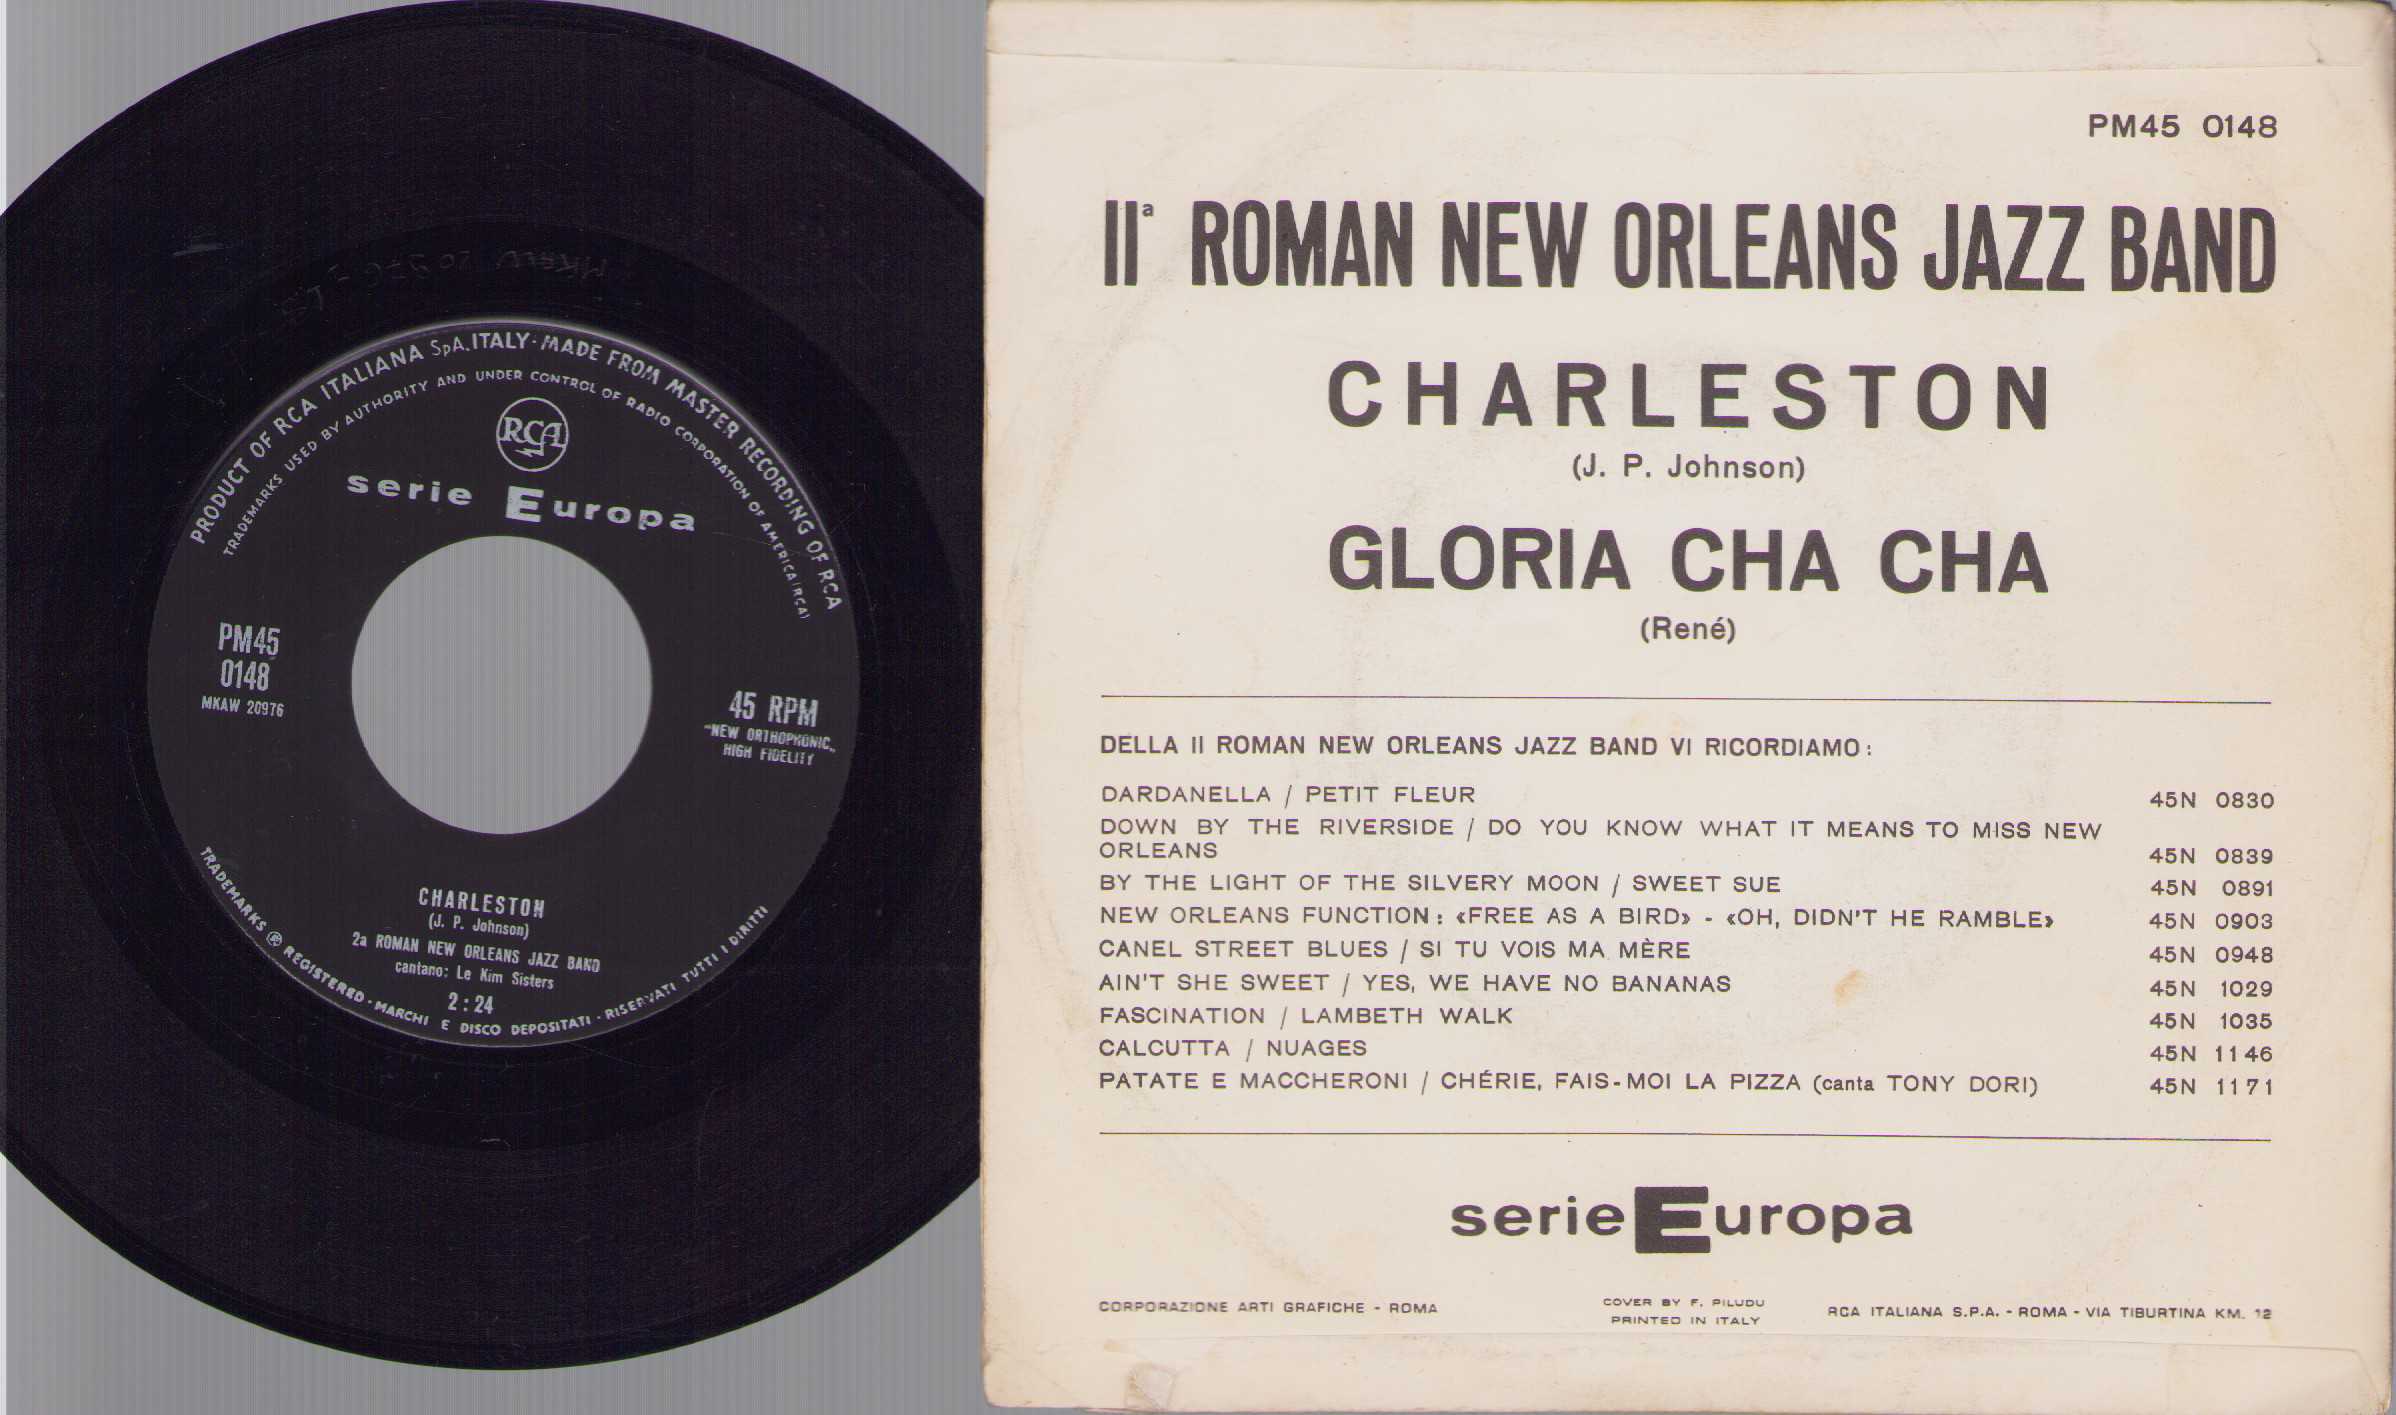 PRODUCT OF RCA ITALIANA SpA. ITALY · MADE FROM MASTER RECORDING OF RCA
TRADEMARKS USED BY AUTHORITY AND UNDER CONTROL OF RADIO CORPORATION OF AMERICA (RCA)
RCA
serie Europa
PM45
0148
MKAW 20976
45 RPM
"NEW ORTHOPHONIC„
HIGH FIDELITY
CHARLESTON
(J. P. Johnson)
2a ROMAN NEW ORLEANS JAZZ BAND
cantano: Le Kim Sisters
2:24
TRADEMARKS ® REGISTERED · MARCHI E DISCO DEPOSITATI · RISERVATI TUTTI I DIRITTI
PM45 0148
IIª ROMAN NEW ORLEANS JAZZ BAND
CHARLESTON
(J. P. Johnson)
GLORIA CHA CHA
(René)
DELLA II ROMAN NEW ORLEANS JAZZ BAND VI RICORDIAMO:
DARDANELLA / PETIT FLEUR 45N 0830
DOWN BY THE RIVERSIDE / DO YOU KNOW WHAT IT MEANS TO MISS NEW
ORLEANS 45N 0839
BY THE LIGHT OF THE SILVERY MOON / SWEET SUE 45N 0891
NEW ORLEANS FUNCTION: «FREE AS A BIRD» - «OH, DIDN'T HE RAMBLE» 45N 0903
CANEL STREET BLUES / SI TU VOIS MA MÈRE 45N 0948
AIN'T SHE SWEET / YES, WE HAVE NO BANANAS 45N 1029
FASCINATION / LAMBETH WALK 45N 1035
CALCUTTA / NUAGES 45N 1146
PATATE E MACCHERONI / CHÉRIE, FAIS-MOI LA PIZZA (canta TONY DORI) 45N 1171
serie Europa
CORPORAZIONE ARTI GRAFICHE - ROMA
COVER BY F. PILUDU
PRINTED IN ITALY
RCA ITALIANA S.P.A. - ROMA - VIA TIBURTINA KM. 12